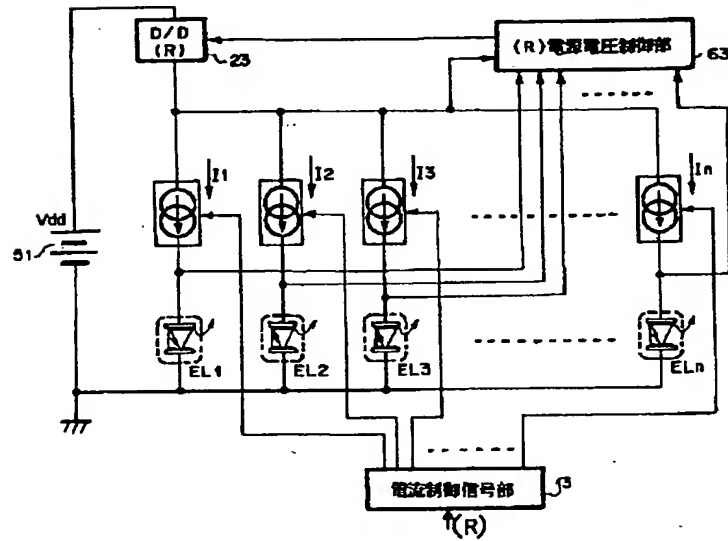 D/D
(R)
23
(R)電源電圧制御部
63
I1
I2
I3
In
Vdd
51
EL1
EL2
EL3
ELn
電流制御信号部
3
(R)